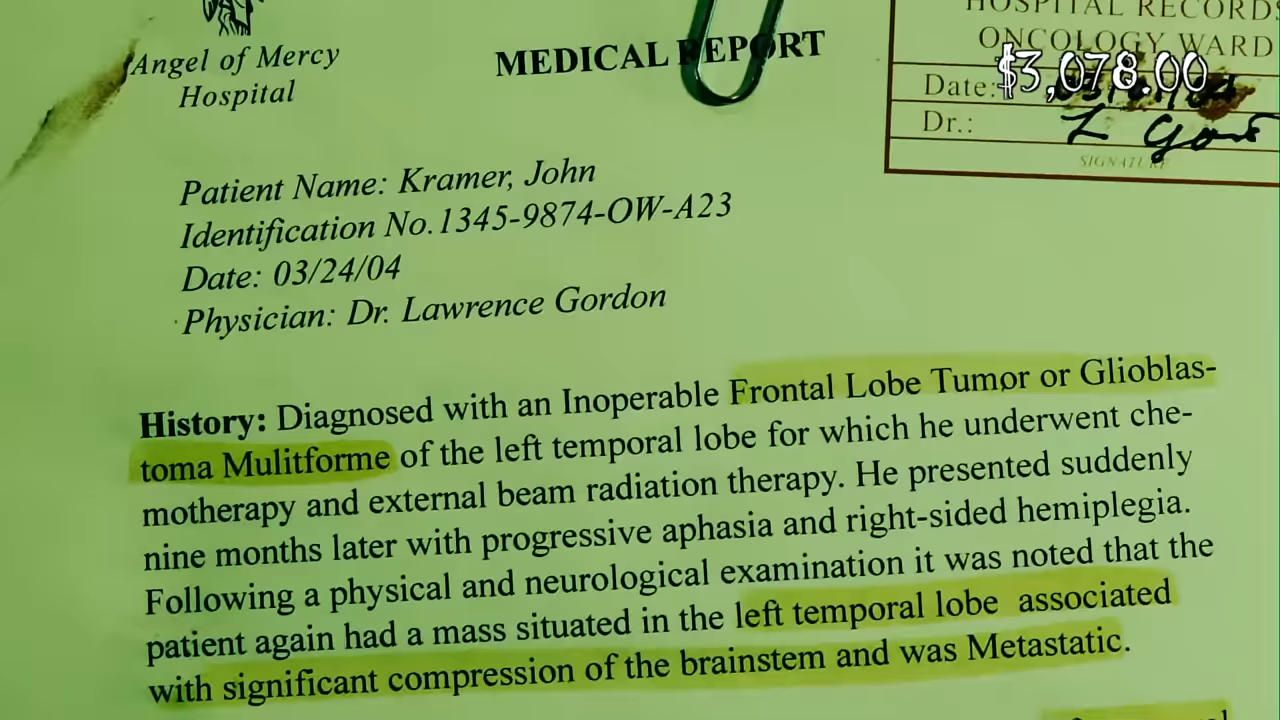 Angel of Mercy
Hospital
MEDICAL REPORT
HOSPITAL RECORDS
ONCOLOGY WARD
$3,078.00
Date:
Dr.: L Gor
SIGNATURE
Patient Name: Kramer, John
Identification No.1345-9874-OW-A23
Date: 03/24/04
Physician: Dr. Lawrence Gordon
History: Diagnosed with an Inoperable Frontal Lobe Tumor or Glioblas-
toma Mulitforme of the left temporal lobe for which he underwent che-
motherapy and external beam radiation therapy. He presented suddenly
nine months later with progressive aphasia and right-sided hemiplegia.
Following a physical and neurological examination it was noted that the
patient again had a mass situated in the left temporal lobe associated
with significant compression of the brainstem and was Metastatic.